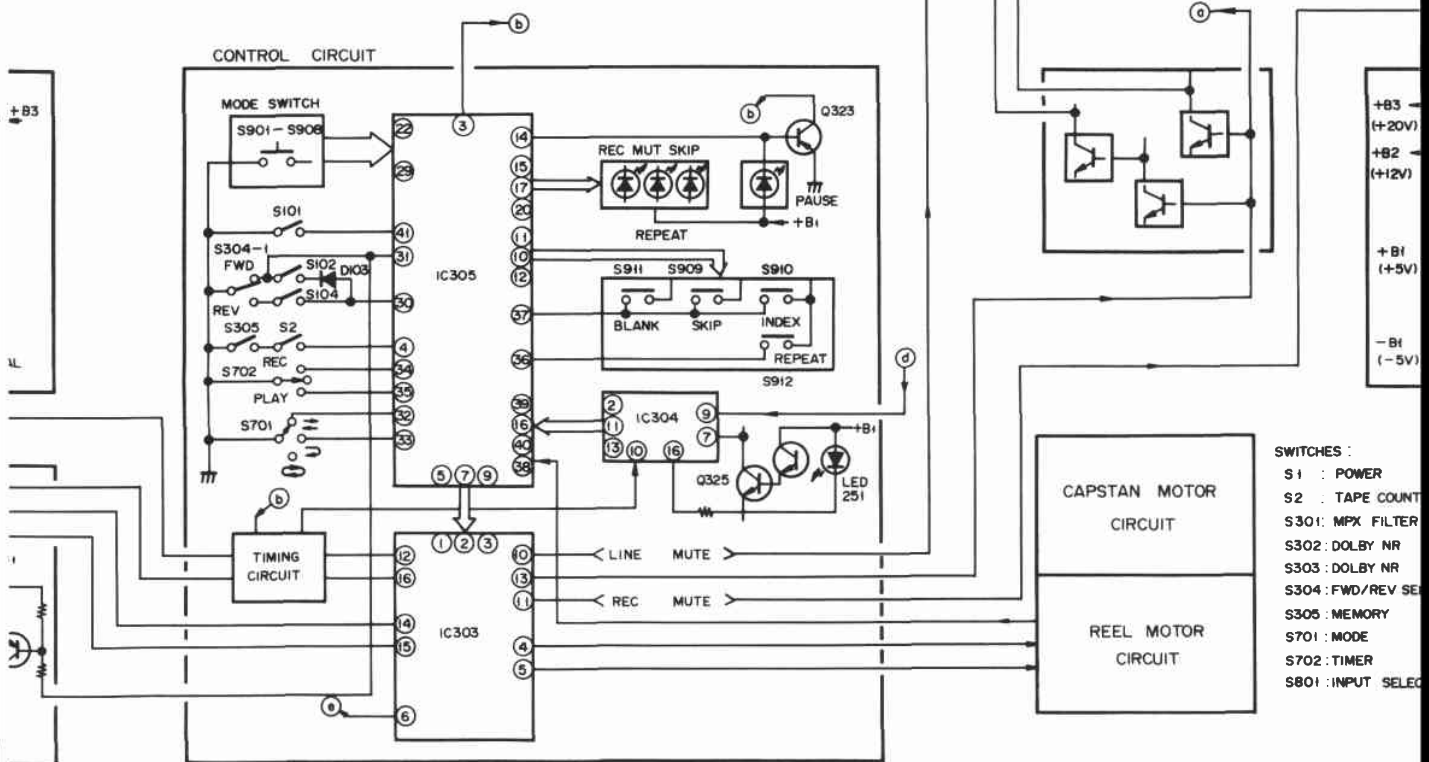 CONTROL CIRCUIT
+B3
b
a
MODE SWITCH
S901-S908
22
29
3
14
15
17
20
11
10
12
b
Q323
REC MUT SKIP
PAUSE
+B1
REPEAT
S101
41
S304-1
31
FWD
S102
D103
S104
30
REV
S305
S2
4
REC
34
S702
35
PLAY
32
S701
33
IC305
37
36
39
16
40
38
5
7
9
S911
S909
S910
BLANK
SKIP
INDEX
REPEAT
S912
d
2
11
13
IC304
9
7
10
16
+B1
Q325
LED
251
b
TIMING
CIRCUIT
1
2
3
12
16
14
15
6
IC303
10
13
11
4
5
LINE MUTE
REC MUTE
+B3
(+20V)
+B2
(+12V)
+B1
(+5V)
-B1
(-5V)
CAPSTAN MOTOR
CIRCUIT
REEL MOTOR
CIRCUIT
SWITCHES :
S1 : POWER
S2 : TAPE COUNT
S301: MPX FILTER
S302: DOLBY NR
S303: DOLBY NR
S304: FWD/REV SE
S305: MEMORY
S701: MODE
S702: TIMER
S801: INPUT SELEC